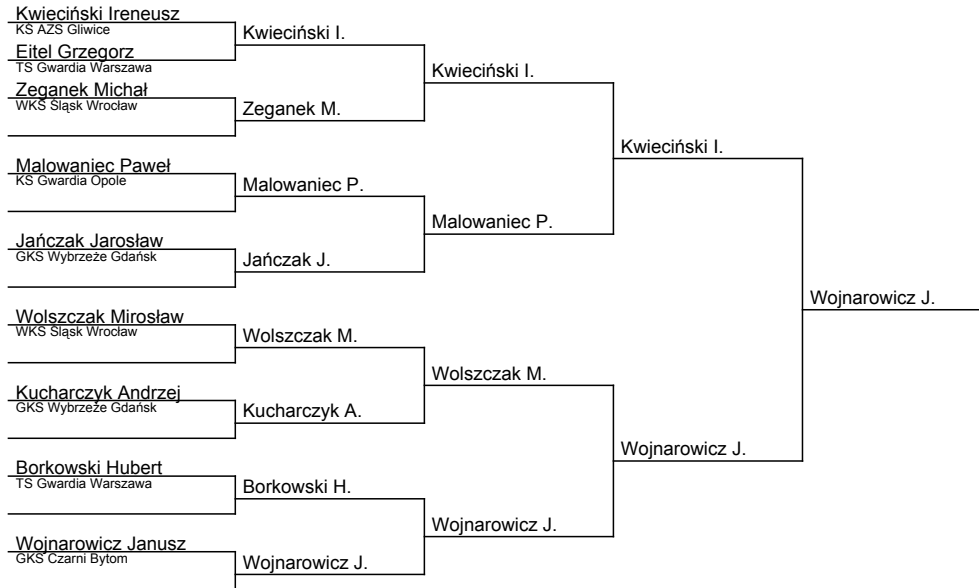 Kwieciński Ireneusz
KS AZS Gliwice
Kwieciński I.
Eitel Grzegorz
TS Gwardia Warszawa
Kwieciński I.
Zeganek Michał
WKS Śląsk Wrocław
Zeganek M.
Kwieciński I.
Malowaniec Paweł
KS Gwardia Opole
Malowaniec P.
Malowaniec P.
Jańczak Jarosław
GKS Wybrzeże Gdańsk
Jańczak J.
Wojnarowicz J.
Wolszczak Mirosław
WKS Śląsk Wrocław
Wolszczak M.
Wolszczak M.
Kucharczyk Andrzej
GKS Wybrzeże Gdańsk
Kucharczyk A.
Wojnarowicz J.
Borkowski Hubert
TS Gwardia Warszawa
Borkowski H.
Wojnarowicz J.
Wojnarowicz Janusz
GKS Czarni Bytom
Wojnarowicz J.